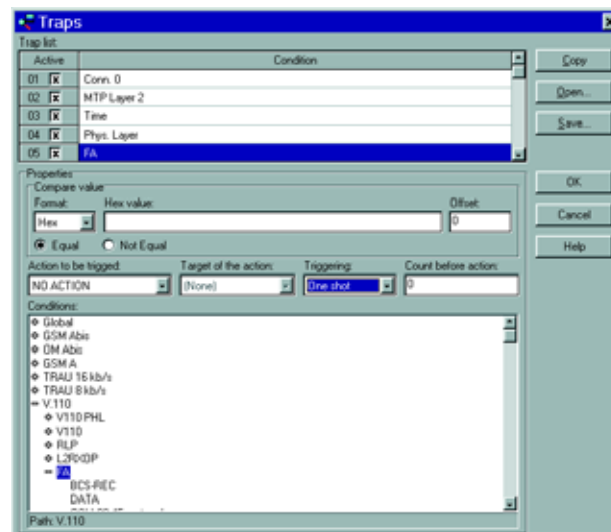 Traps
Trap list:
Active Condition
01 Conn. 0
02 MTP Layer 2
03 Time
04 Phys. Layer
05 FA
Copy
Open...
Save...
OK
Cancel
Help
Properties
Compare value
Format: Hex value: Offset:
Hex 0
Equal Not Equal
Action to be trigged: Target of the action: Triggering: Count before action:
NO ACTION (None) One shot 0
Conditions:
Global
GSM Abis
OM Abis
GSM A
TRAU 16 kb/s
TRAU 8 kb/s
V.110
V110 PHL
V110
RLP
FA
BCS-REC
DATA
Path: V.110